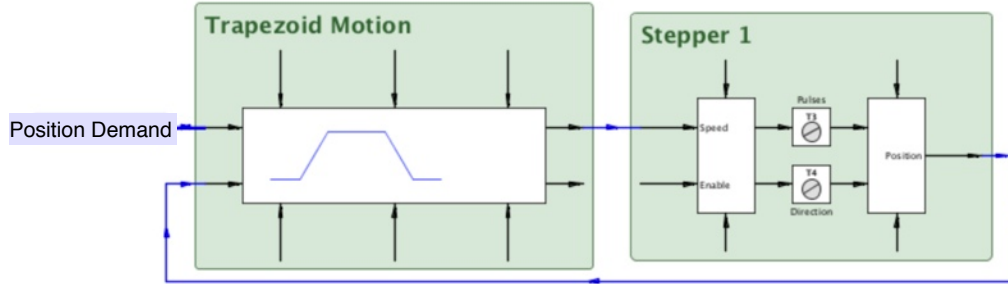 Trapezoid Motion
Stepper 1
Position Demand
Speed
Enable
Pulses
T3
T4
Direction
Position